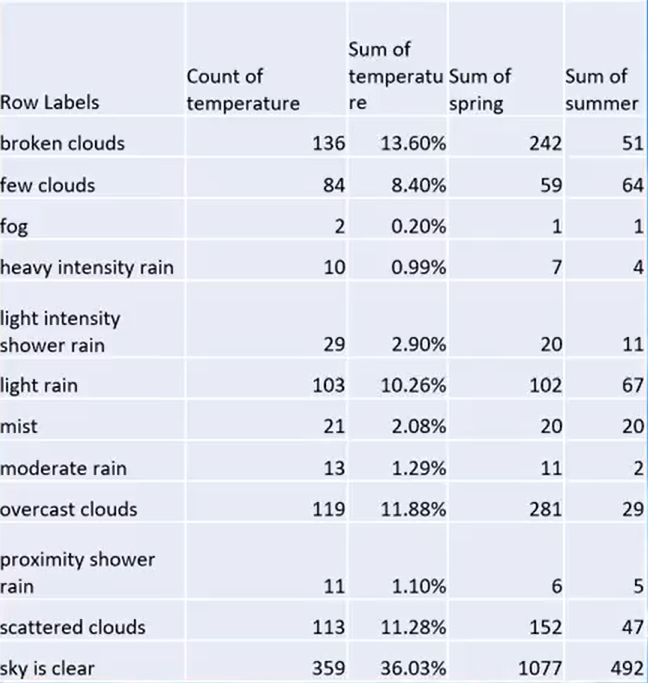 Row Labels Count of temperature Sum of temperatu re Sum of spring Sum of summer
broken clouds 136 13.60% 242 51
few clouds 84 8.40% 59 64
fog 2 0.20% 1 1
heavy intensity rain 10 0.99% 7 4
light intensity
shower rain 29 2.90% 20 11
light rain 103 10.26% 102 67
mist 21 2.08% 20 20
moderate rain 13 1.29% 11 2
overcast clouds 119 11.88% 281 29
proximity shower
rain 11 1.10% 6 5
scattered clouds 113 11.28% 152 47
sky is clear 359 36.03% 1077 492